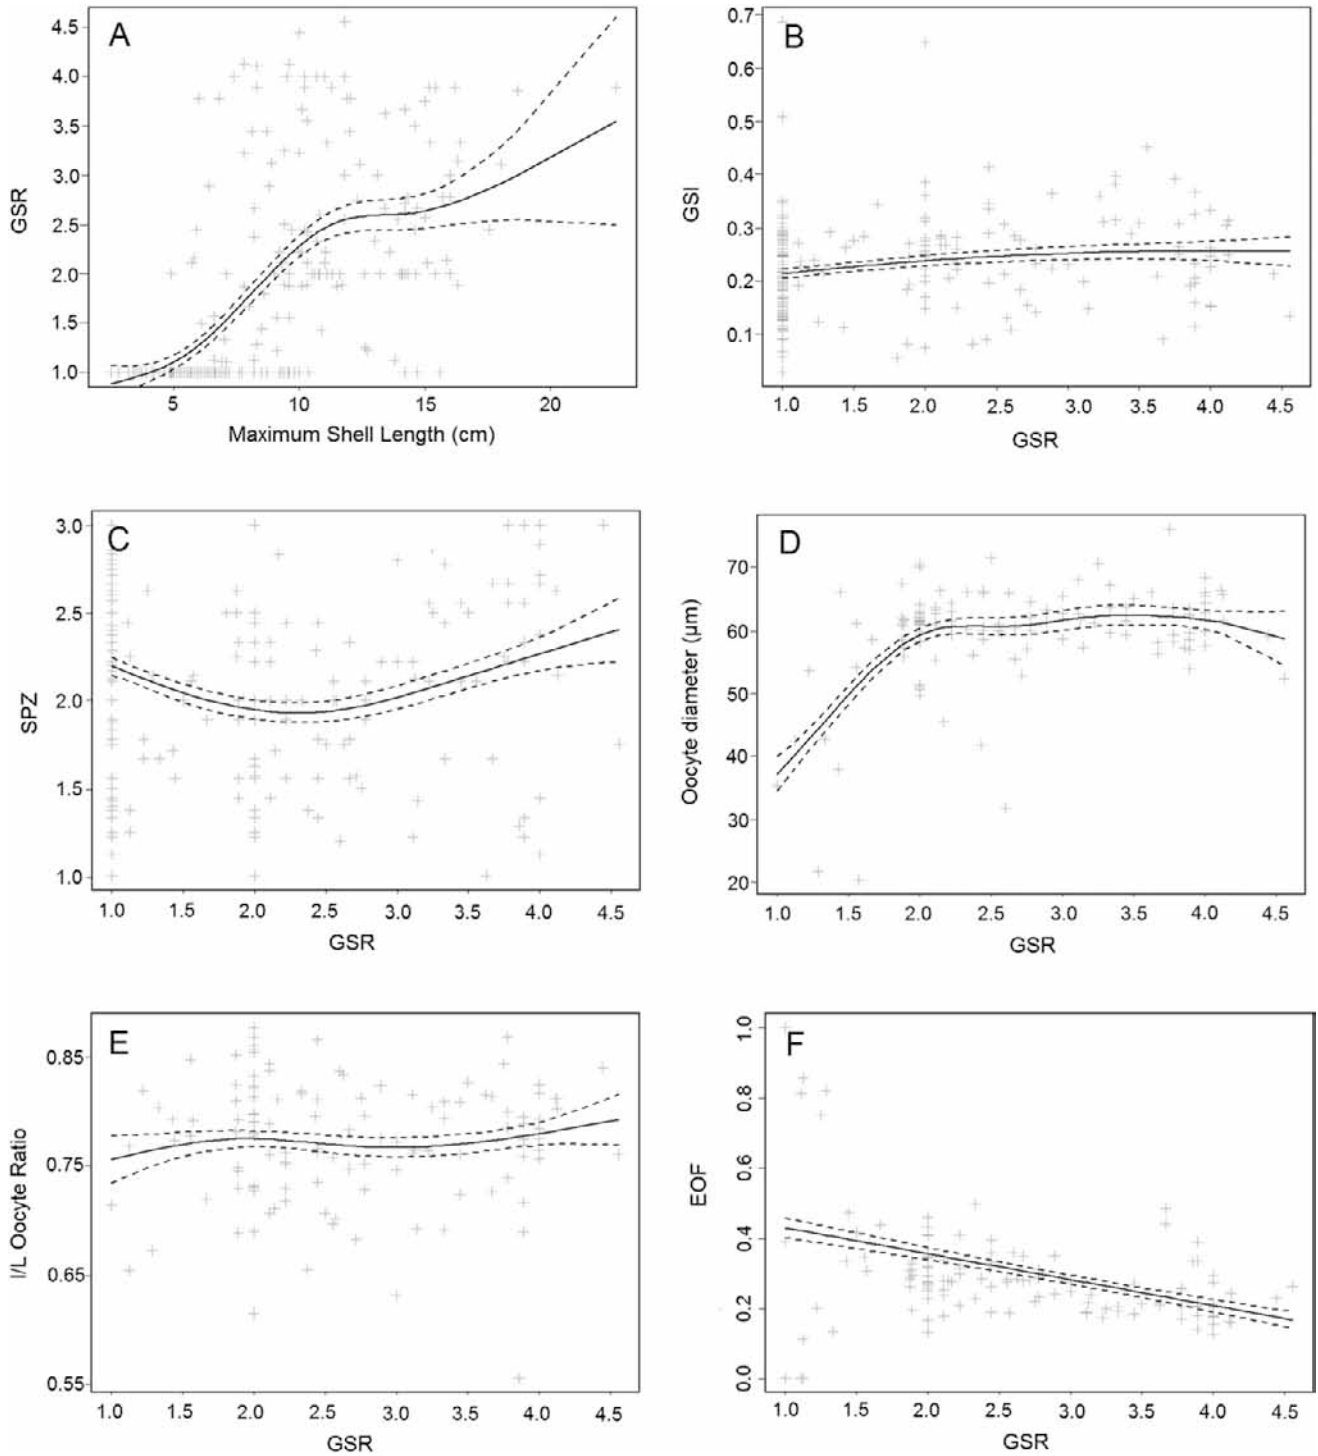 A
GSR
4.5
4.0
3.5
3.0
2.5
2.0
1.5
1.0
5 10 15 20
Maximum Shell Length (cm)
B
GSI
0.7
0.6
0.5
0.4
0.3
0.2
0.1
1.0 1.5 2.0 2.5 3.0 3.5 4.0 4.5
GSR
C
SPZ
3.0
2.5
2.0
1.5
1.0
1.0 1.5 2.0 2.5 3.0 3.5 4.0 4.5
GSR
D
Oocyte diameter (µm)
70
60
50
40
30
20
1.0 1.5 2.0 2.5 3.0 3.5 4.0 4.5
GSR
E
l/L Oocyte Ratio
0.85
0.75
0.65
0.55
1.0 1.5 2.0 2.5 3.0 3.5 4.0 4.5
GSR
F
EOF
1.0
0.8
0.6
0.4
0.2
0.0
1.0 1.5 2.0 2.5 3.0 3.5 4.0 4.5
GSR